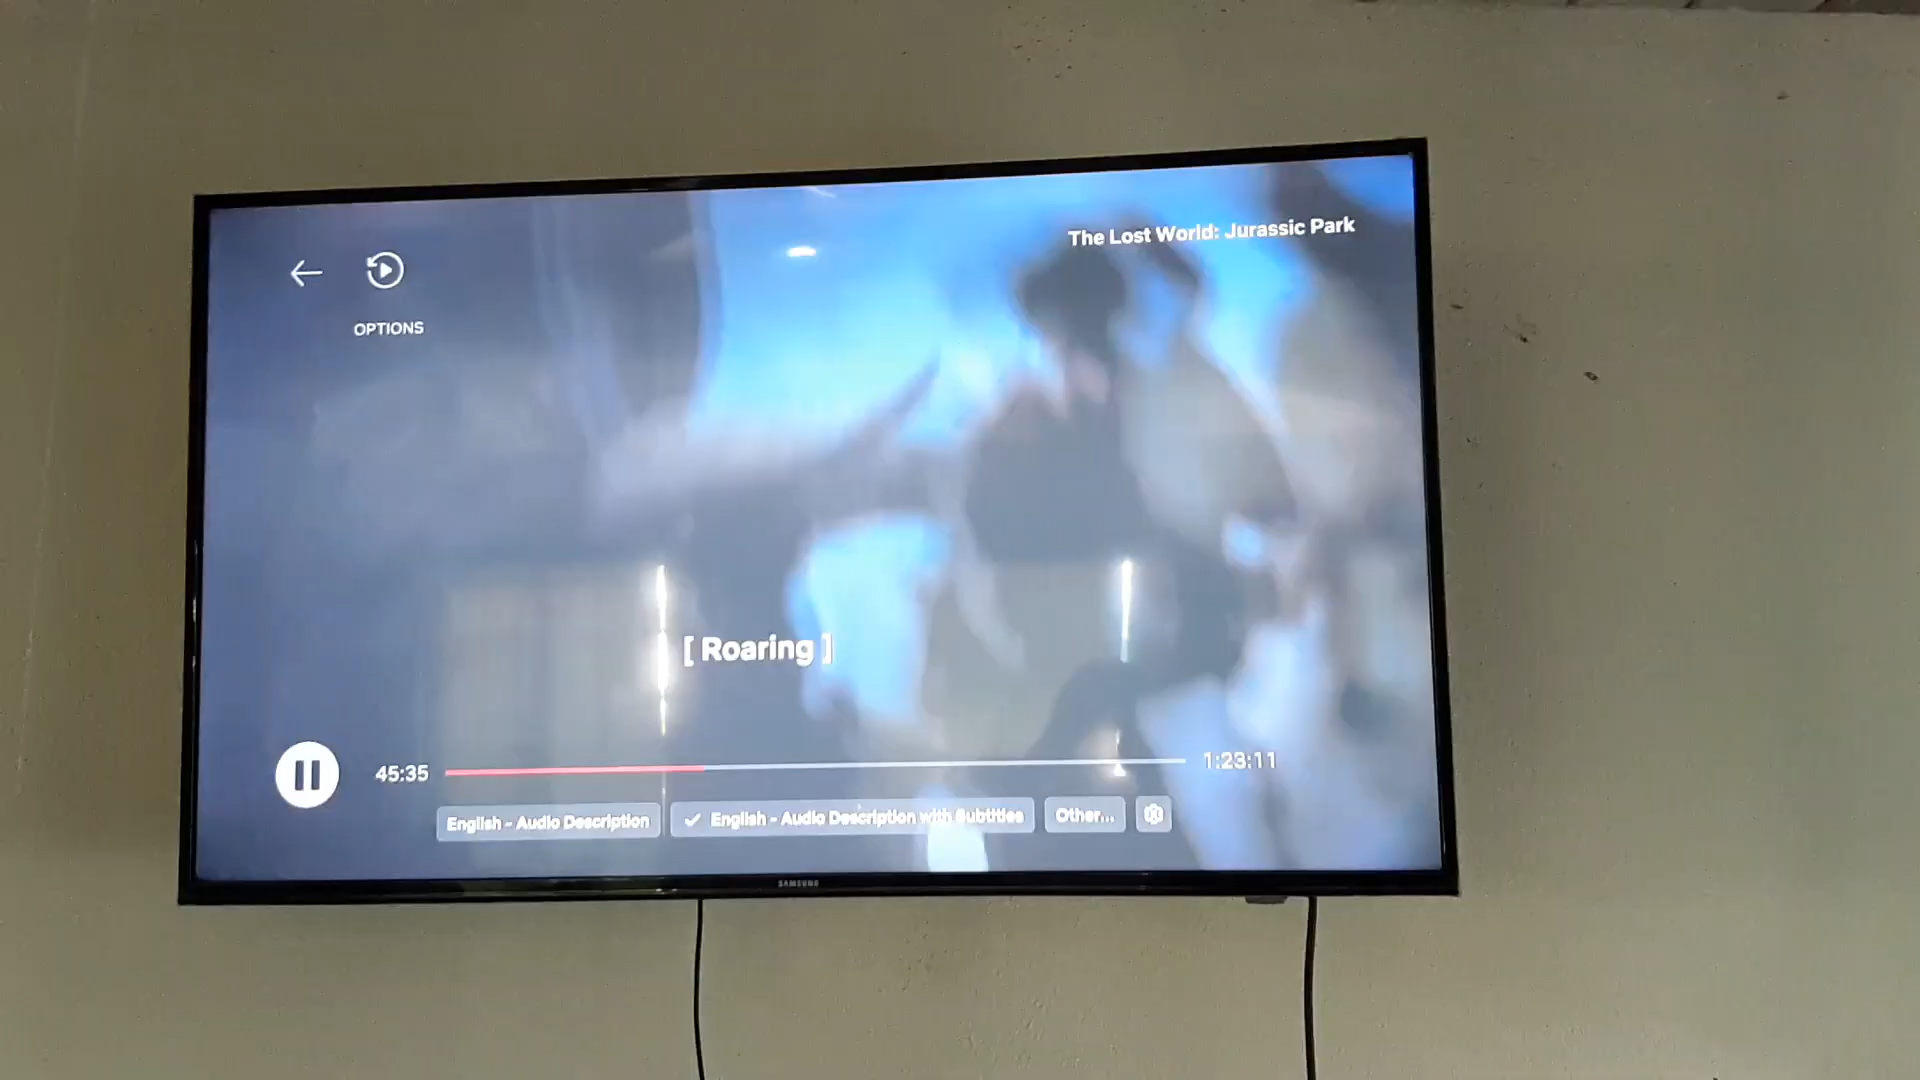 The Lost World: Jurassic Park
OPTIONS
[ Roaring ]
45:35
1:23:11
English - Audio Description
English - Audio Description with Subtitles
Other...
SAMSUNG